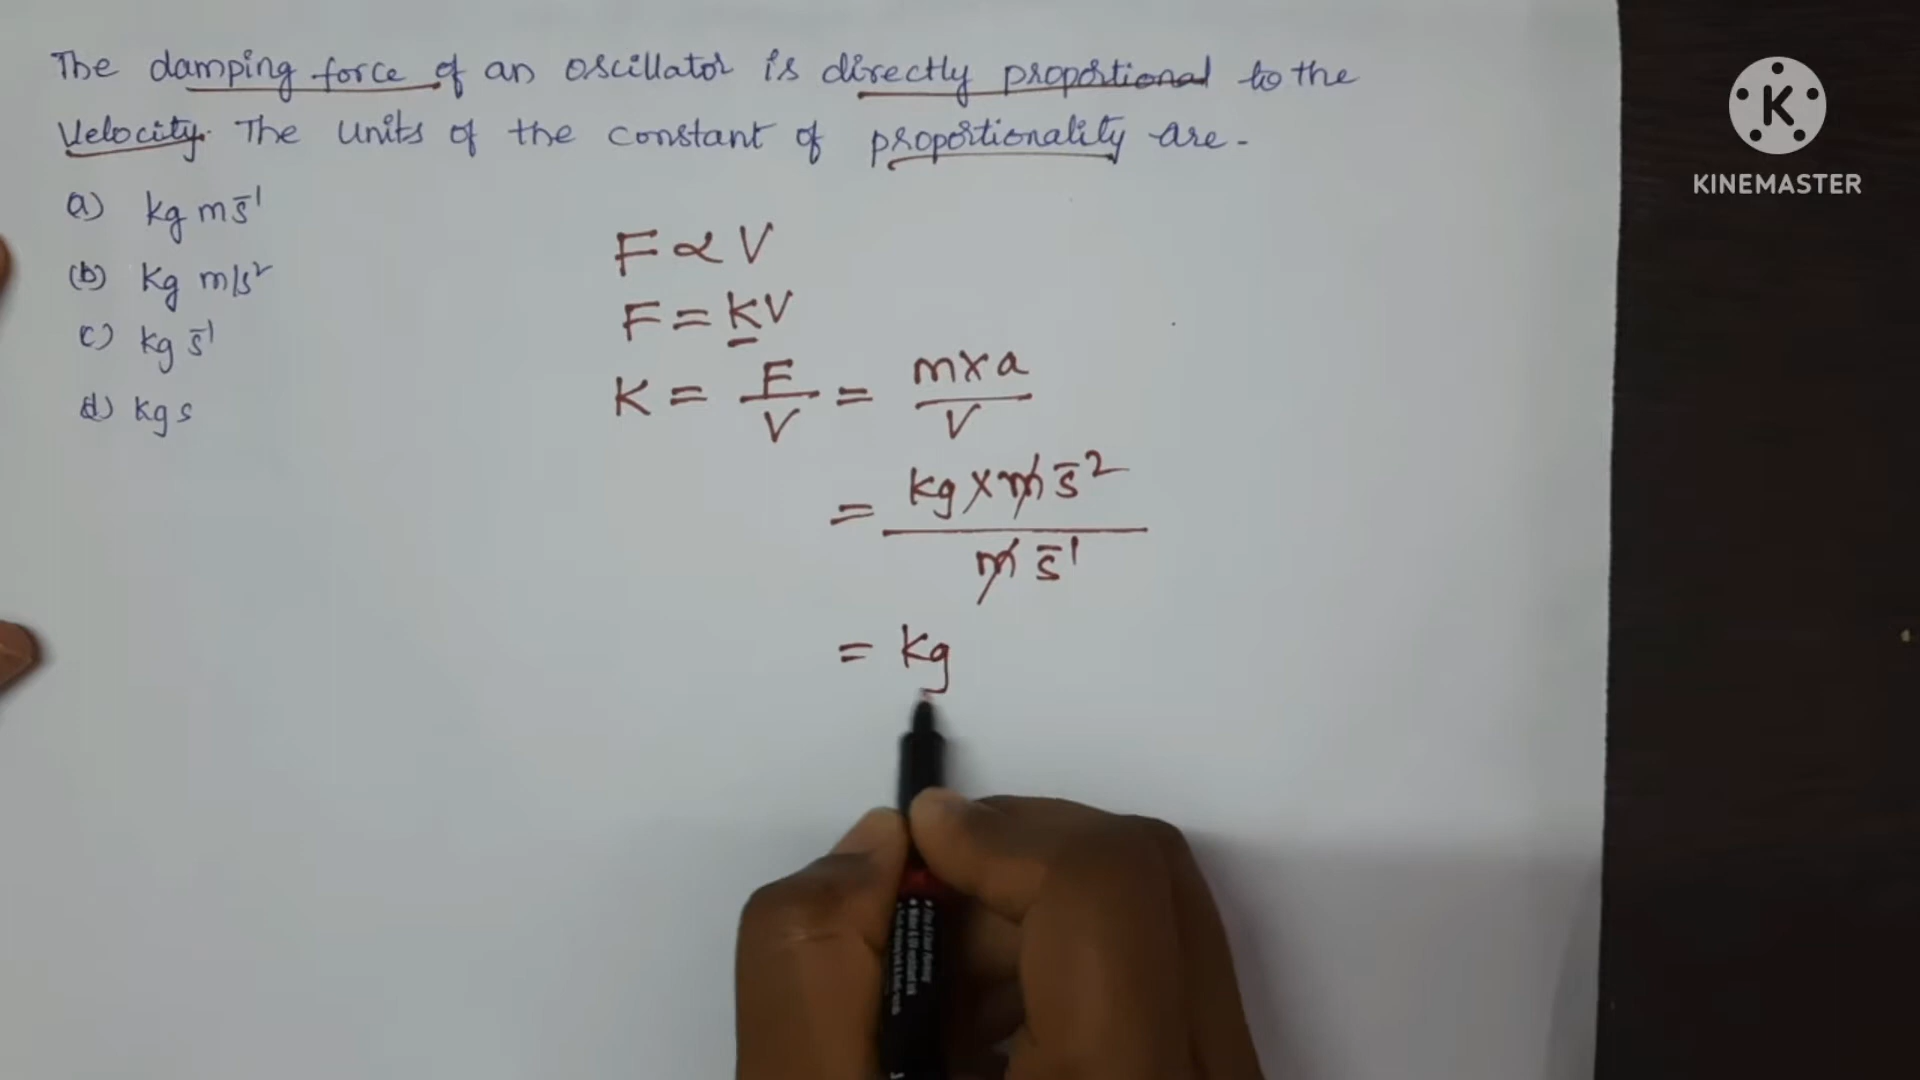 The damping force of an oscillator is directly proportional to the
Velocity. The units of the constant of proportionality are -
a) kg m s⁻¹
(b) kg m/s²
c) kg s⁻¹
d) kg s
F ∝ V
F = KV
K = F/V = m×a/V
= kg × m s⁻²/m s⁻¹
= kg
K
KINEMASTER